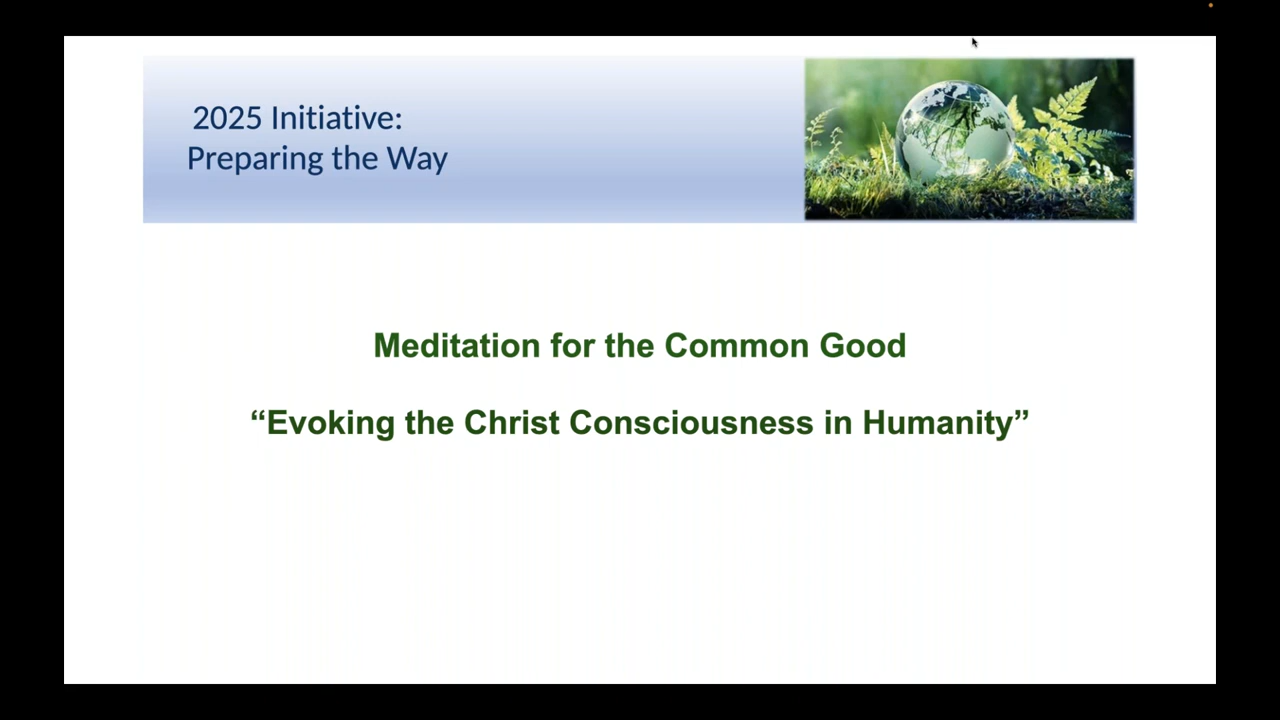 2025 Initiative:
Preparing the Way
Meditation for the Common Good
“Evoking the Christ Consciousness in Humanity”